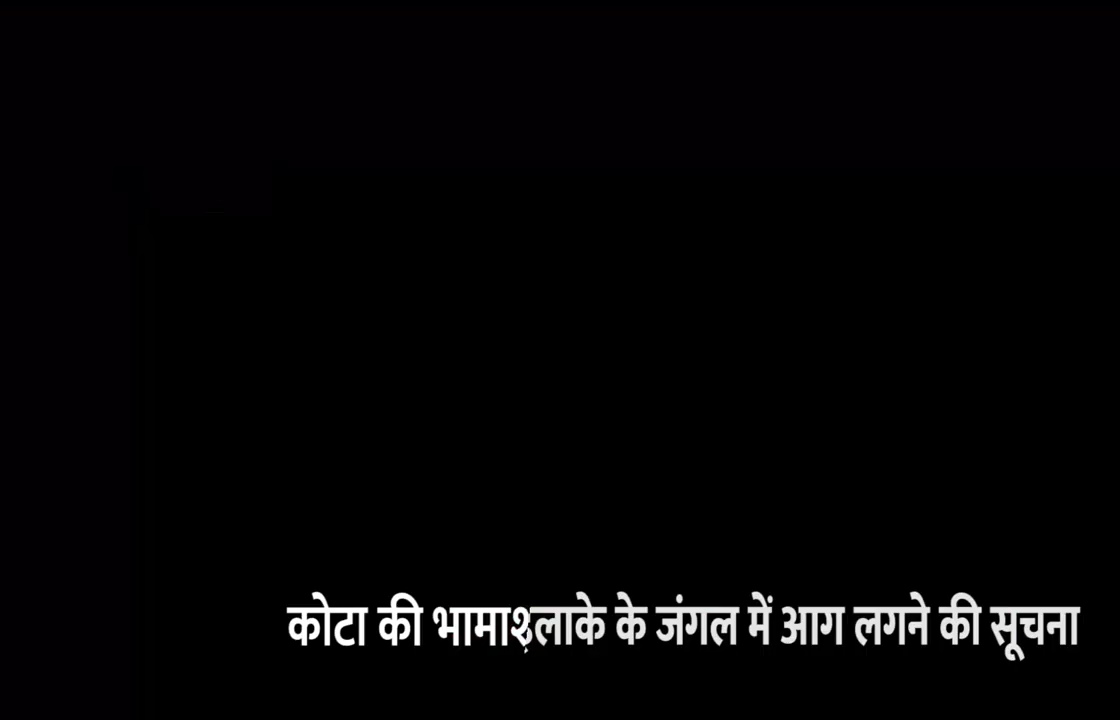 कोटा की के जंगल में आग लगने की सूचना